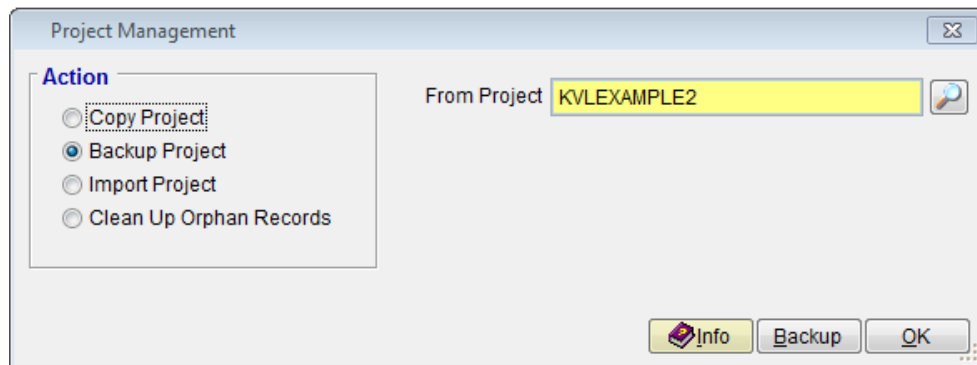 Project Management
Action
Copy Project
Backup Project
Import Project
Clean Up Orphan Records
From Project KVLEXAMPLE2
Info Backup OK